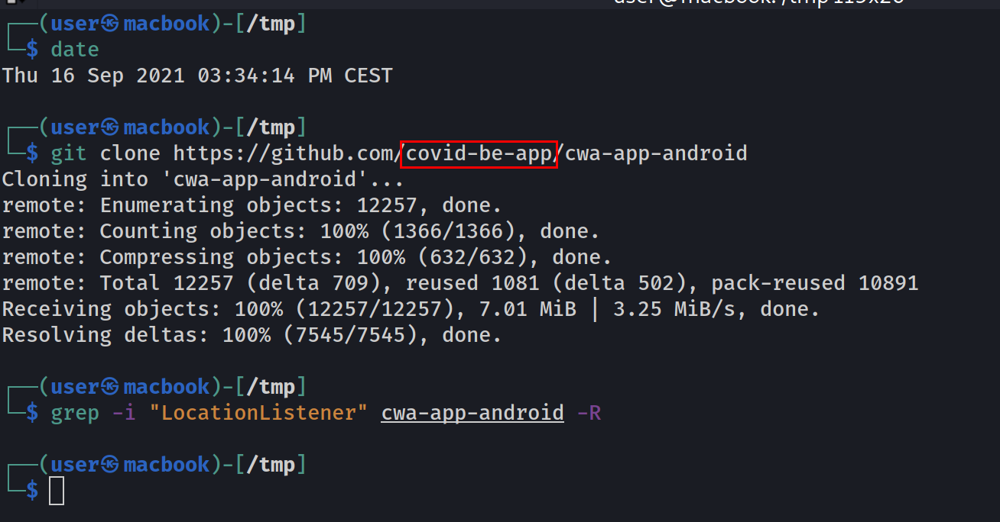 (user㉿macbook)-[/tmp]
$ date
Thu 16 Sep 2021 03:34:14 PM CEST
(user㉿macbook)-[/tmp]
$ git clone https://github.com/covid-be-app/cwa-app-android
Cloning into 'cwa-app-android'...
remote: Enumerating objects: 12257, done.
remote: Counting objects: 100% (1366/1366), done.
remote: Compressing objects: 100% (632/632), done.
remote: Total 12257 (delta 709), reused 1081 (delta 502), pack-reused 10891
Receiving objects: 100% (12257/12257), 7.01 MiB | 3.25 MiB/s, done.
Resolving deltas: 100% (7545/7545), done.
(user㉿macbook)-[/tmp]
$ grep -i "LocationListener" cwa-app-android -R
(user㉿macbook)-[/tmp]
$